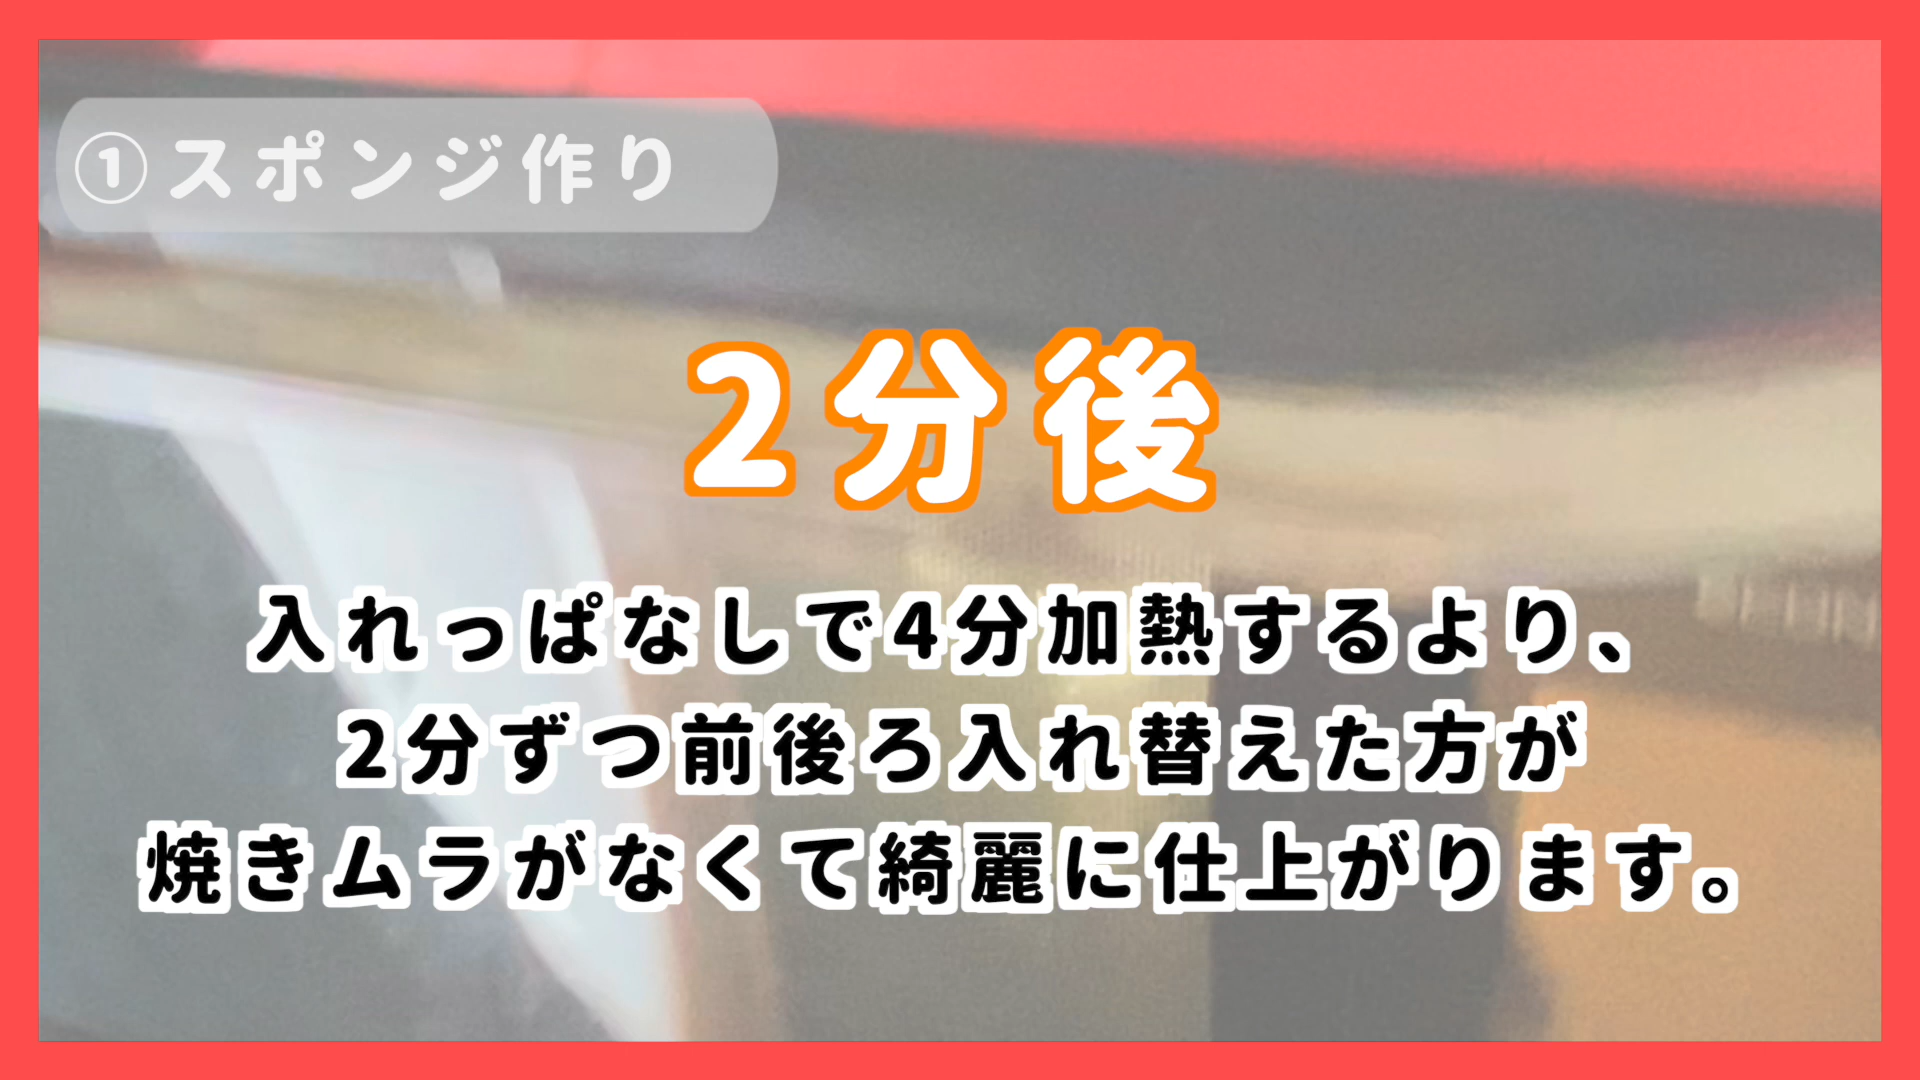 ①スポンジ作り
2分後
入れっぱなしで4分加熱するより、
2分ずつ前後ろ入れ替えた方が
焼きムラがなくて綺麗に仕上がります。